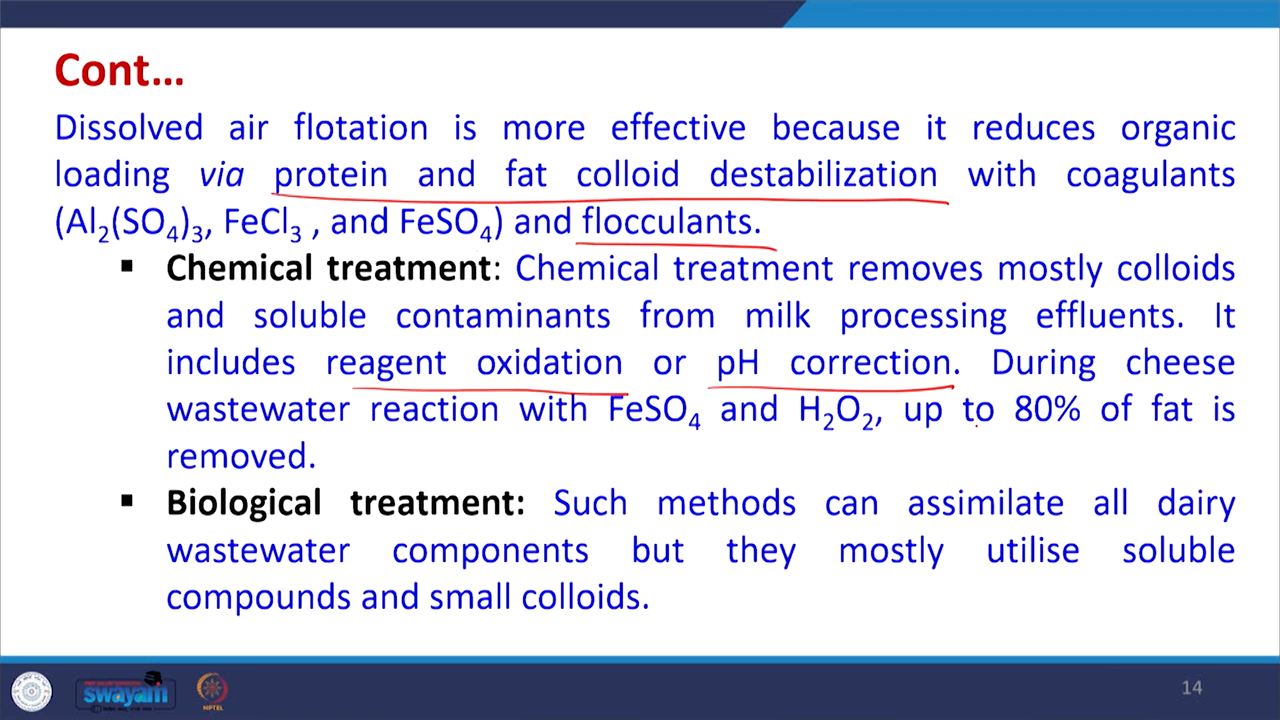 Cont...
Dissolved air flotation is more effective because it reduces organic
loading via protein and fat colloid destabilization with coagulants
(Al₂(SO₄)₃, FeCl₃ , and FeSO₄) and flocculants.
▪ Chemical treatment: Chemical treatment removes mostly colloids
and soluble contaminants from milk processing effluents. It
includes reagent oxidation or pH correction. During cheese
wastewater reaction with FeSO₄ and H₂O₂, up to 80% of fat is
removed.
▪ Biological treatment: Such methods can assimilate all dairy
wastewater components but they mostly utilise soluble
compounds and small colloids.
swayam
NPTEL
14